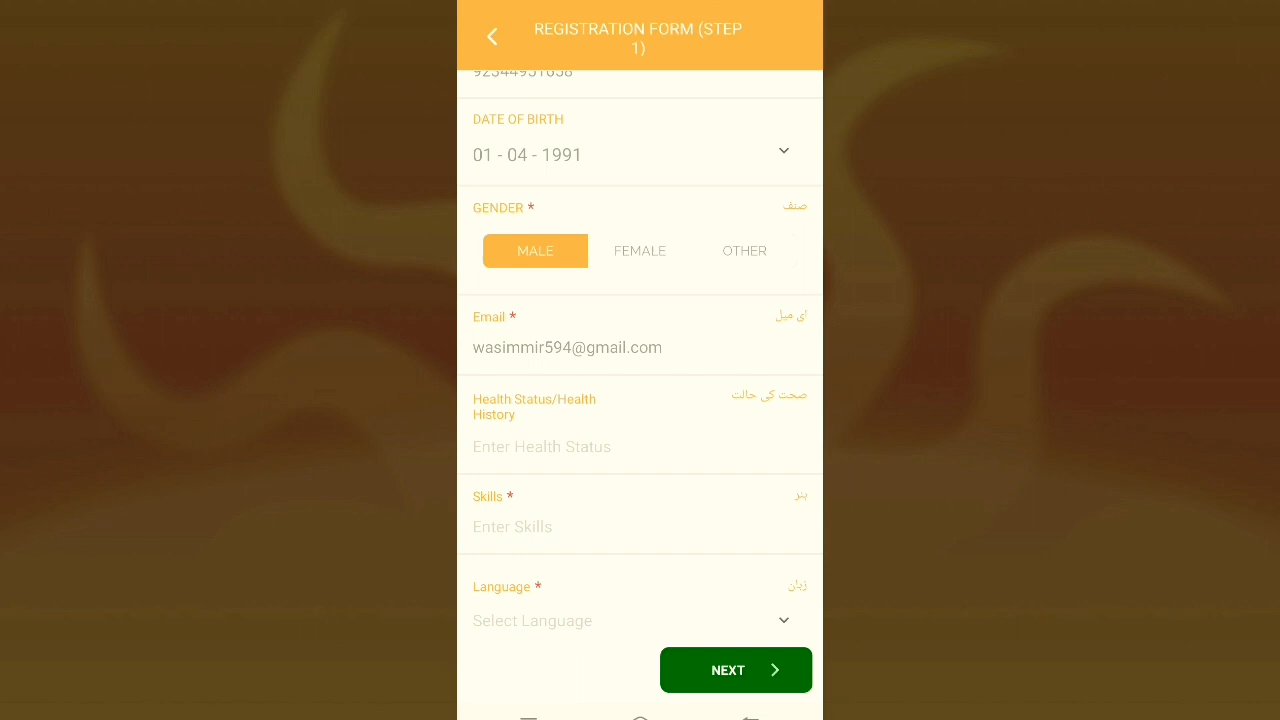 REGISTRATION FORM (STEP
1)
DATE OF BIRTH
01 - 04 - 1991
GENDER * صنف
MALE FEMALE OTHER
Email * ای میل
wasimmir594@gmail.com
Health Status/Health صحت کی حالت
History
Enter Health Status
Skills * ہنر
Enter Skills
Language * زبان
Select Language
NEXT